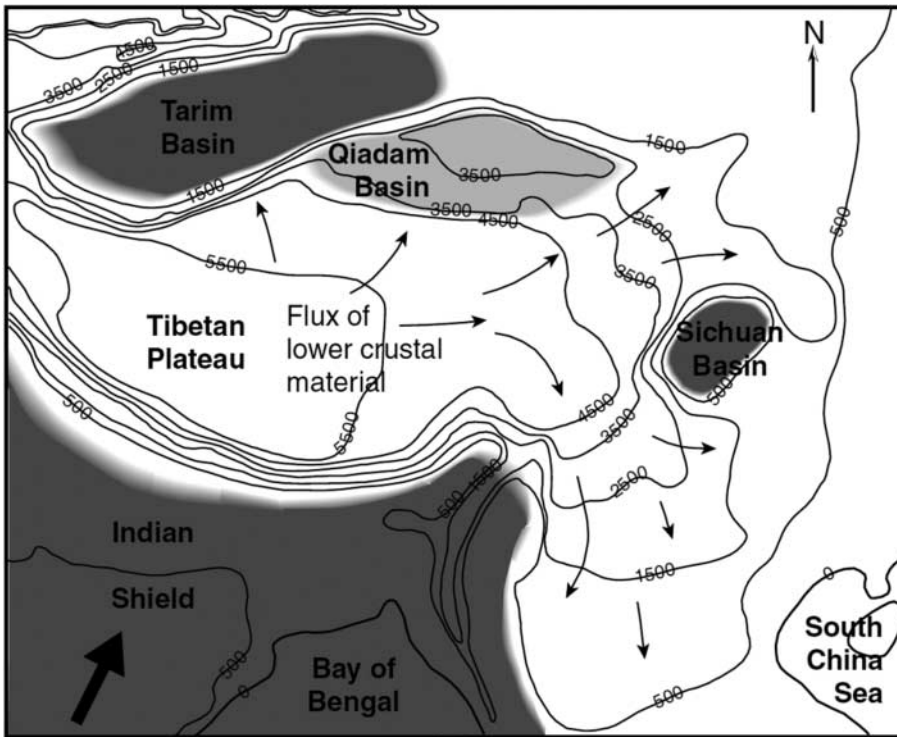 4500
3500
2500
1500
N
Tarim
Basin
1500
Qiadam
Basin
3500
3500
4500
1500
2500
500
3500
5500
Tibetan
Plateau
Flux of
lower crustal
material
Sichuan
Basin
500
500
5500
4500
3500
2500
500
1500
1500
Indian
Shield
500
0
Bay of
Bengal
0
South
China
Sea
500